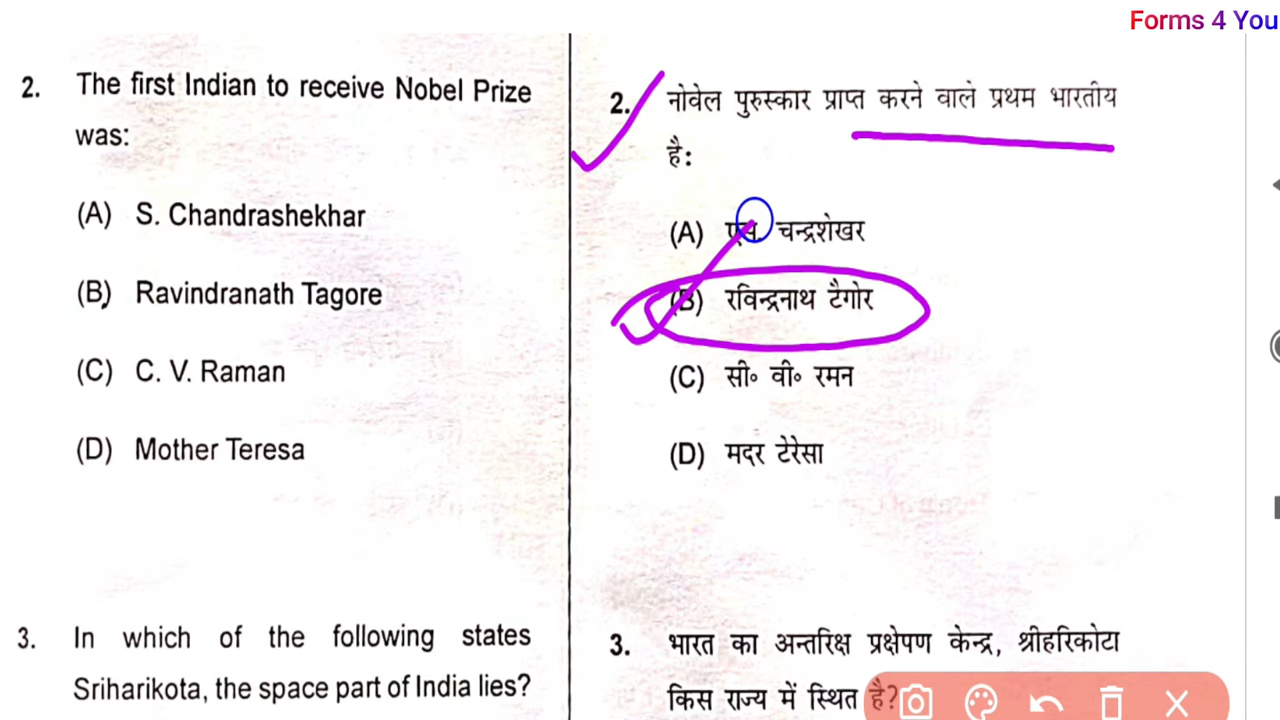 Forms 4 You
2. The first Indian to receive Nobel Prize
was:
(A) S. Chandrashekhar
(B) Ravindranath Tagore
(C) C. V. Raman
(D) Mother Teresa
3. In which of the following states
Sriharikota, the space part of India lies?
2. नोवेल पुरुस्कार प्राप्त करने वाले प्रथम भारतीय
है:
(A) एस. चन्द्रशेखर
(B) रविन्द्रनाथ टैगोर
(C) सी॰ वी॰ रमन
(D) मदर टेरेसा
3. भारत का अन्तरिक्ष प्रक्षेपण केन्द्र, श्रीहरिकोटा
किस राज्य में स्थित है?